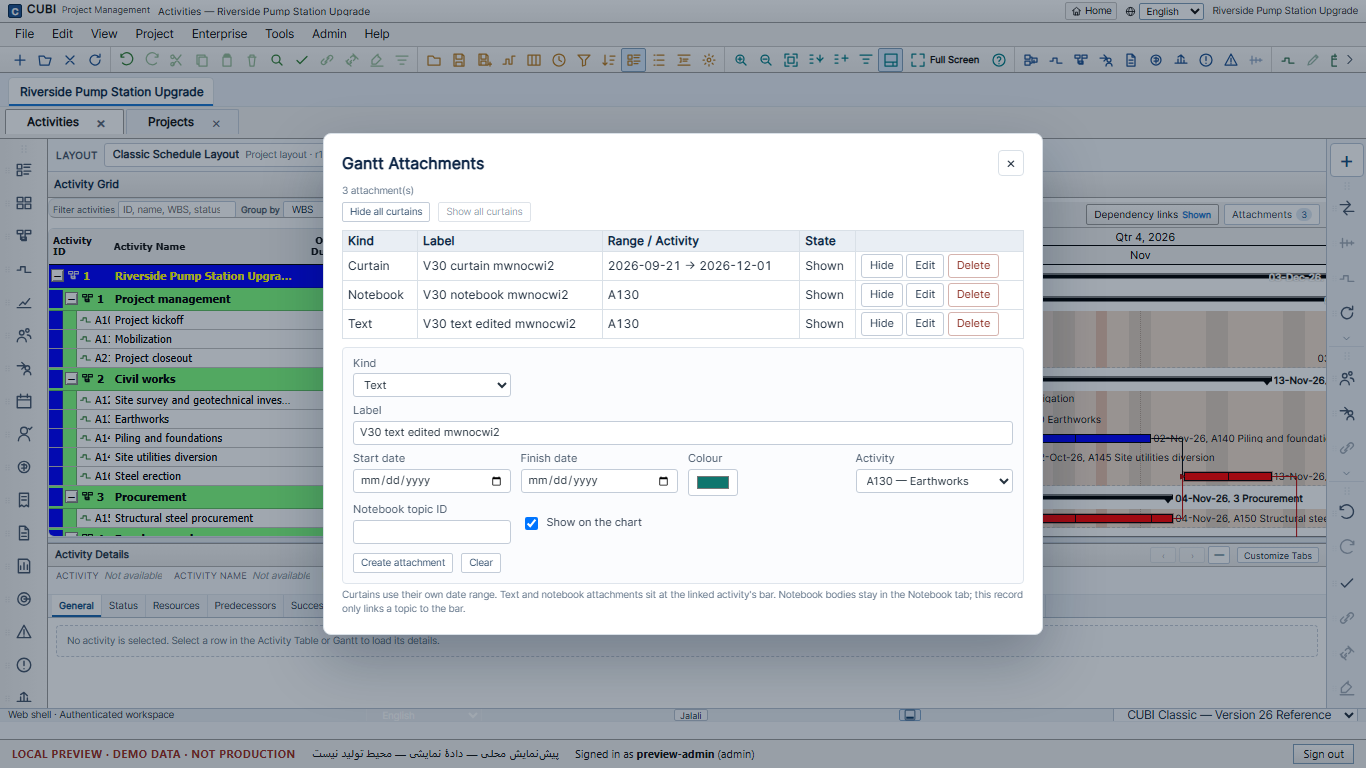 CUBI Project Management Activities — Riverside Pump Station Upgrade
Home English Riverside Pump Station Upgrade
File Edit View Project Enterprise Tools Admin Help
Full Screen
Riverside Pump Station Upgrade
Activities × Projects ×
LAYOUT Classic Schedule Layout Project layout · r1
Activity Grid
Filter activities ID, name, WBS, status Group by WBS
Dependency links Shown Attachments 3
Activity ID Activity Name
Qtr 4, 2026
Nov
1 Riverside Pump Station Upgra...
03-Dec-26
1 Project management
A10 Project kickoff
Mobilization
Project closeout
2 Civil works
13-Nov-26,
Site survey and geotechnical inves...
Earthworks
Earthworks
Piling and foundations
02-Nov-26, A140 Piling and foundati
Site utilities diversion
-Oct-26, A145 Site utilities diversion
Steel erection
13-Nov-26,
3 Procurement
04-Nov-26, 3 Procurement
Structural steel procurement
04-Nov-26, A150 Structural stee
Gantt Attachments
×
3 attachment(s)
Hide all curtains Show all curtains
Kind Label Range / Activity State
Curtain V30 curtain mwnocwi2 2026-09-21 → 2026-12-01 Shown Hide Edit Delete
Notebook V30 notebook mwnocwi2 A130 Shown Hide Edit Delete
Text V30 text edited mwnocwi2 A130 Shown Hide Edit Delete
Kind
Text
Label
V30 text edited mwnocwi2
Start date Finish date Colour Activity
mm/dd/yyyy mm/dd/yyyy A130 — Earthworks
Notebook topic ID
Show on the chart
Create attachment Clear
Curtains use their own date range. Text and notebook attachments sit at the linked activity's bar. Notebook bodies stay in the Notebook tab; this record
only links a topic to the bar.
Activity Details
Customize Tabs
ACTIVITY Not available ACTIVITY NAME Not available
General Status Resources Predecessors Succes
No activity is selected. Select a row in the Activity Table or Gantt to load its details.
Web shell · Authenticated workspace English Jalali CUBI Classic — Version 26 Reference
LOCAL PREVIEW · DEMO DATA · NOT PRODUCTION پیش‌نمایش محلی — دادهٔ نمایشی — محیط تولید نیست Signed in as preview-admin (admin) Sign out